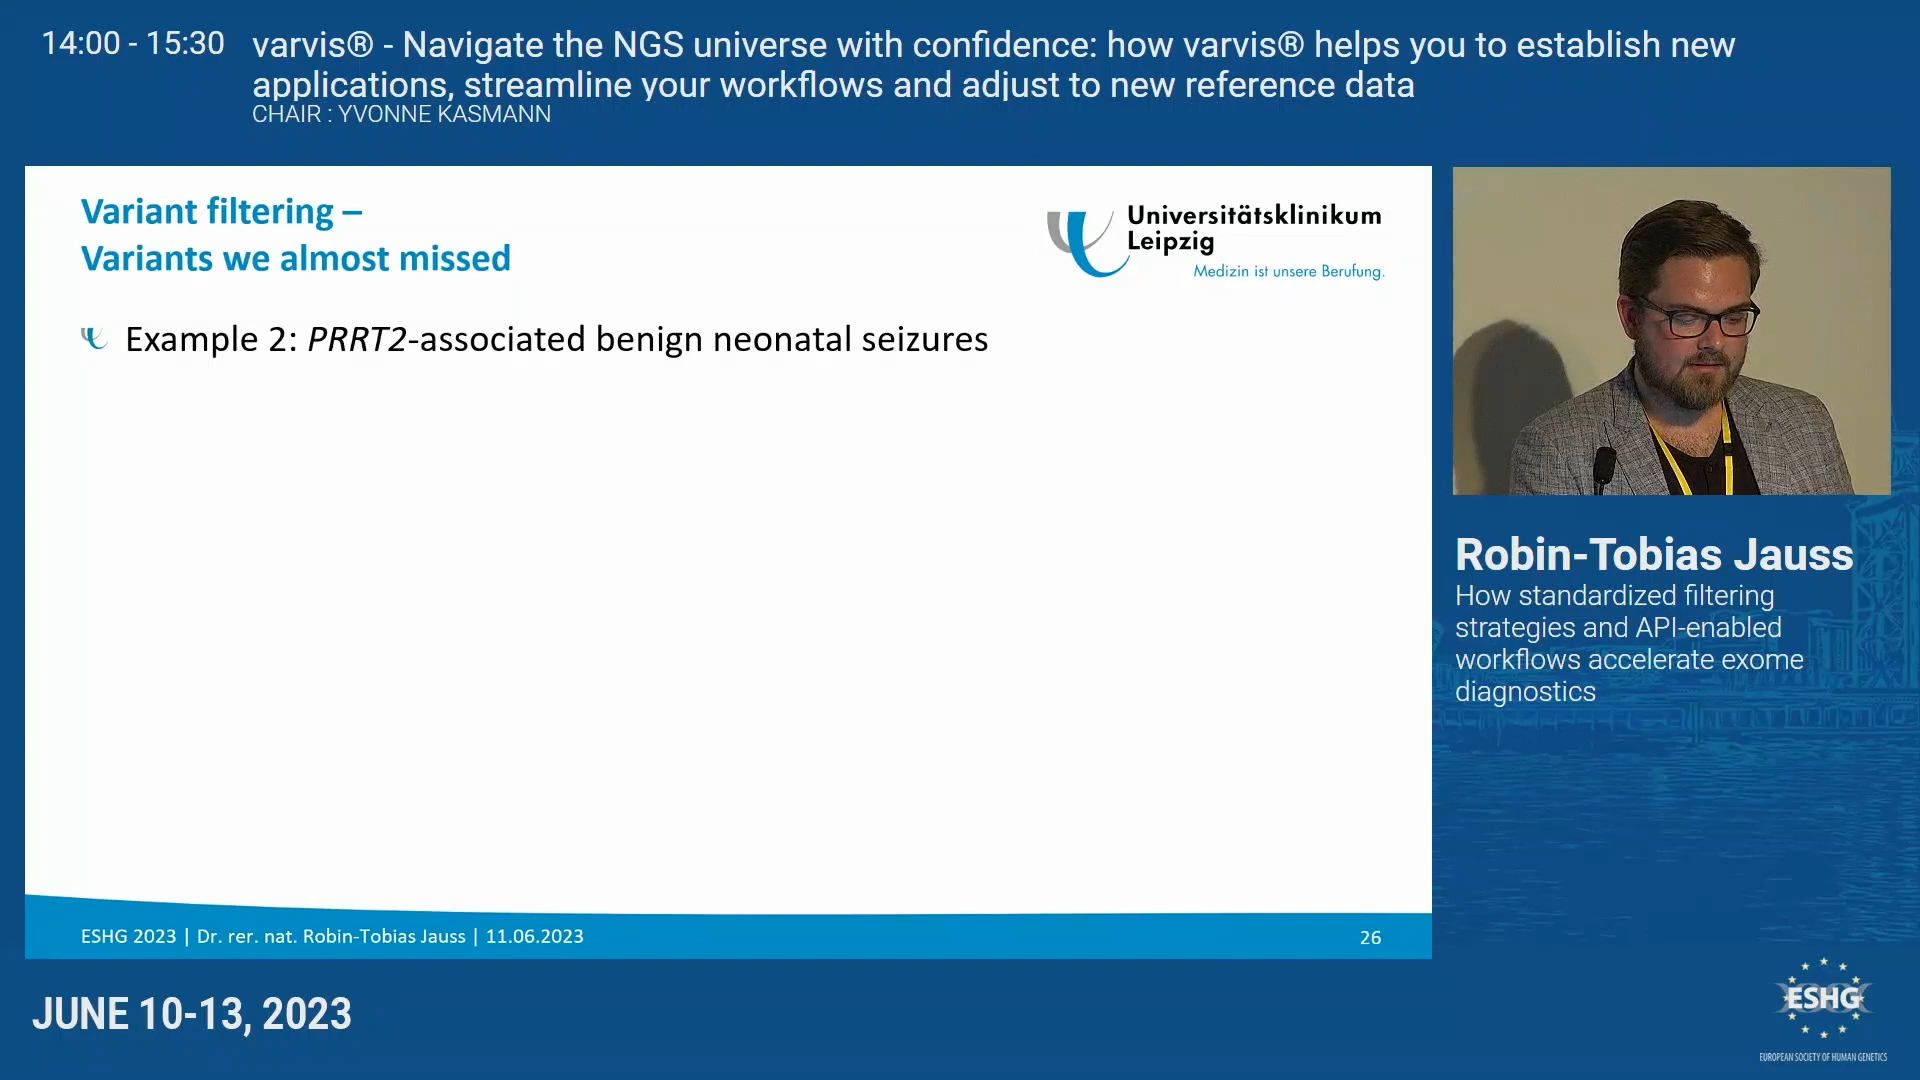 14:00 - 15:30
varvis® - Navigate the NGS universe with confidence: how varvis® helps you to establish new
applications, streamline your workflows and adjust to new reference data
CHAIR : YVONNE KASMANN
Variant filtering –
Variants we almost missed
Universitätsklinikum
Leipzig
Medizin ist unsere Berufung.
Example 2: PRRT2-associated benign neonatal seizures
ESHG 2023 | Dr. rer. nat. Robin-Tobias Jauss | 11.06.2023
26
Robin-Tobias Jauss
How standardized filtering
strategies and API-enabled
workflows accelerate exome
diagnostics
JUNE 10-13, 2023
ESHG
EUROPEAN SOCIETY OF HUMAN GENETICS